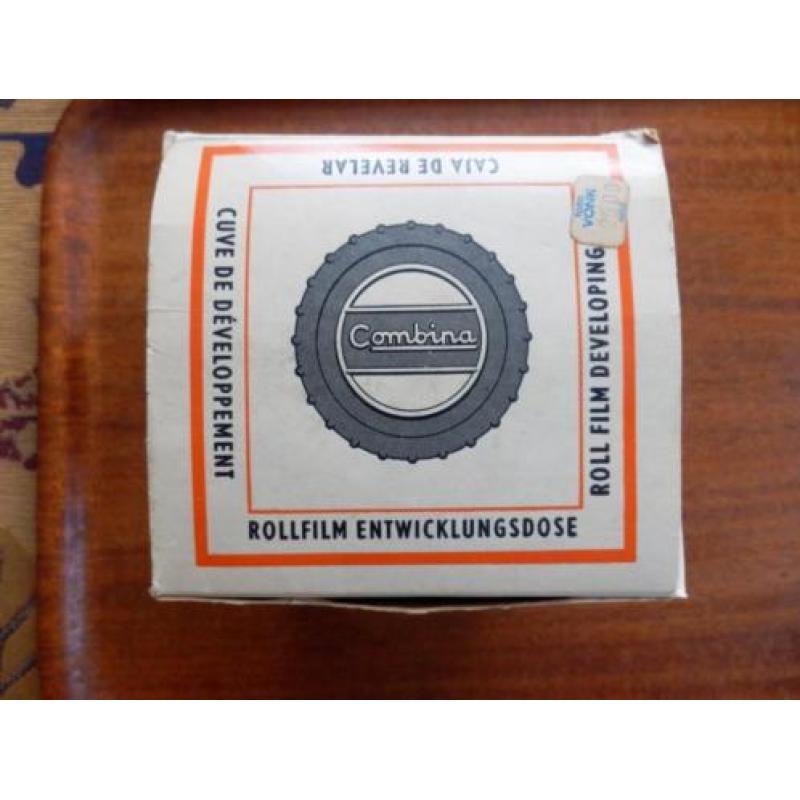 CAJA DE REVELAR
CUVE DE DÉVELOPPEMENT
Combina
VONK
ROLL FILM DEVELOPING
ROLLFILM ENTWICKLUNGSDOSE